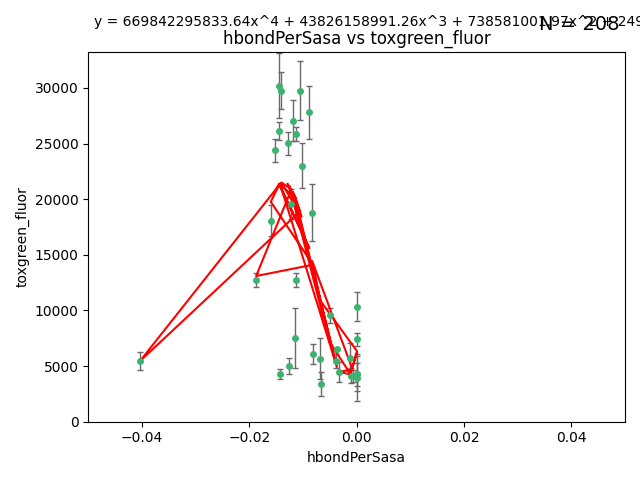 y = 669842295833.64x^4 + 43826158991.26x^3 + 738581001.97x^2 + 249
N = 208
hbondPerSasa vs toxgreen_fluor
30000
25000
20000
15000
10000
5000
0
toxgreen_fluor
−0.04
−0.02
0.00
0.02
0.04
hbondPerSasa